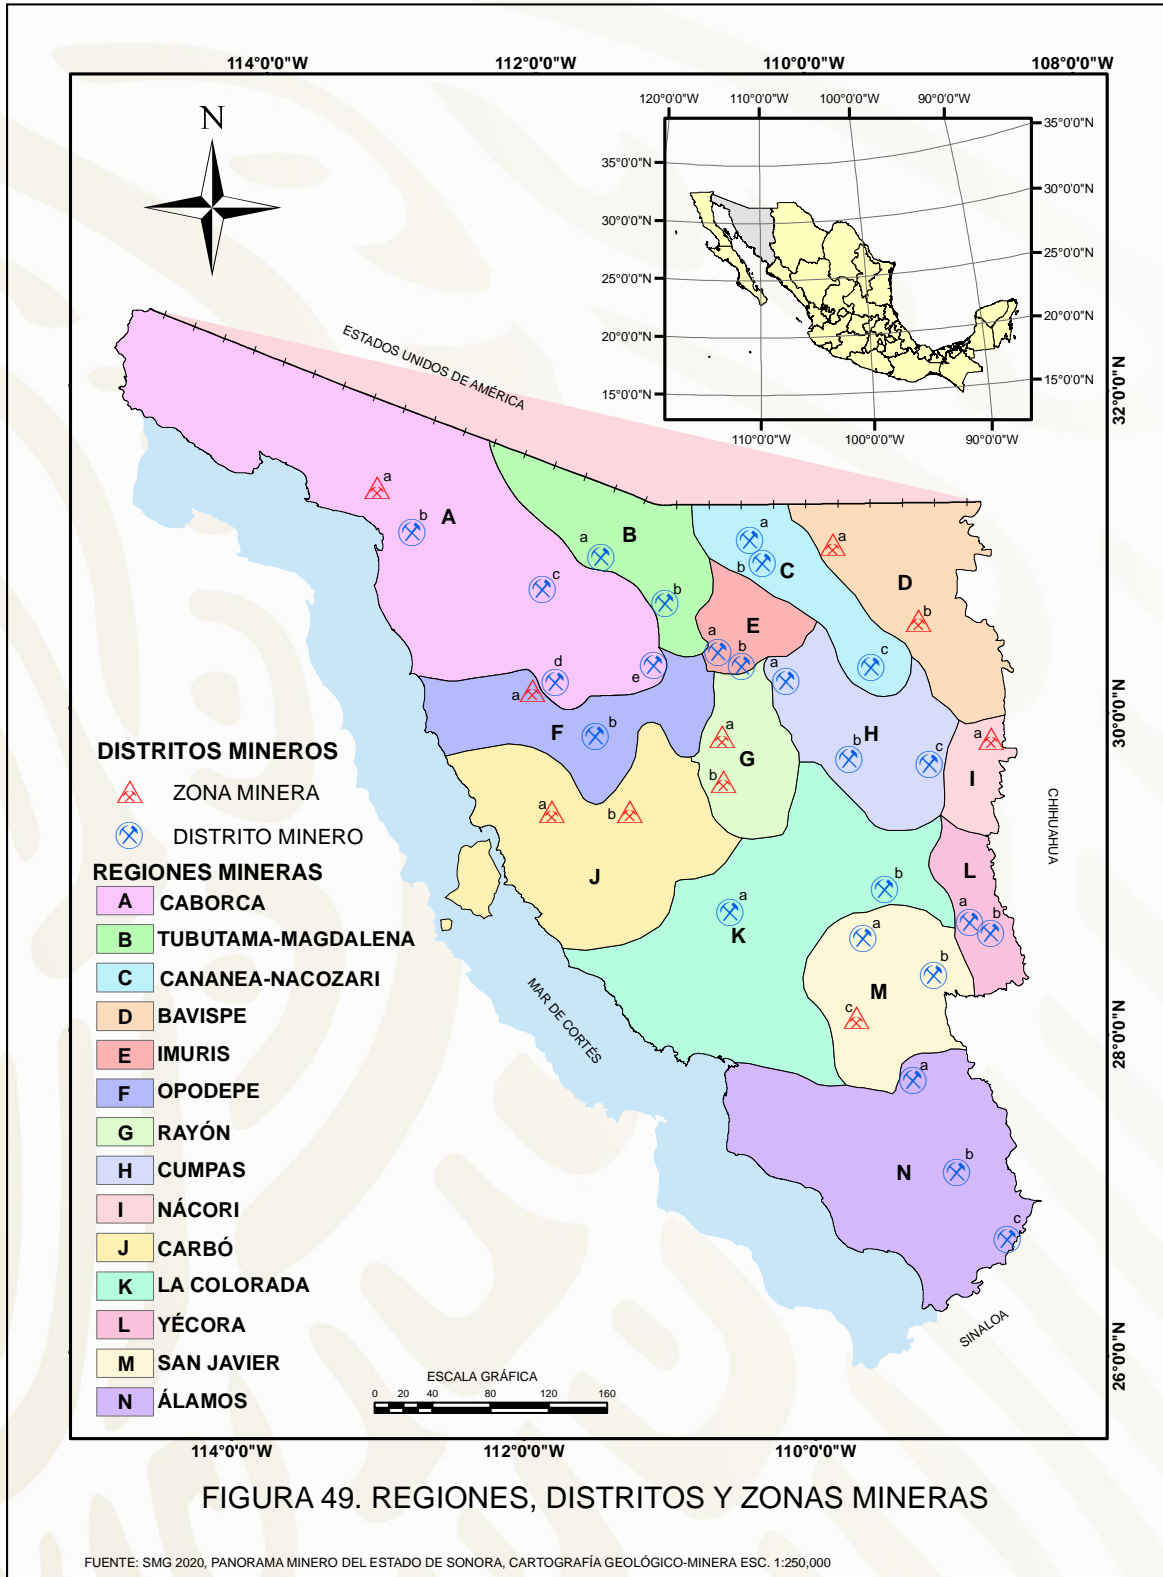 114°0'0"W 112°0'0"W 110°0'0"W 108°0'0"W
120°0'0"W 110°0'0"W 100°0'0"W 90°0'0"W
35°0'0"N
35°0'0"N
30°0'0"N
30°0'0"N
25°0'0"N
25°0'0"N
20°0'0"N
20°0'0"N
15°0'0"N
15°0'0"N
110°0'0"W 100°0'0"W 90°0'0"W
N
ESTADOS UNIDOS DE AMÉRICA
32°0'0"N
30°0'0"N
28°0'0"N
26°0'0"N
CHIHUAHUA
MAR DE CORTÉS
SINALOA
A
a
b
c
d
e
B
a
b
C
a
b
c
D
a
b
E
a
b
F
a
b
G
a
b
H
a
b
c
I
a
J
a
b
K
a
b
L
a
b
M
a
b
c
N
a
b
c
DISTRITOS MINEROS
ZONA MINERA
DISTRITO MINERO
REGIONES MINERAS
A CABORCA
B TUBUTAMA-MAGDALENA
C CANANEA-NACOZARI
D BAVISPE
E IMURIS
F OPODEPE
G RAYÓN
H CUMPAS
I NÁCORI
J CARBÓ
K LA COLORADA
L YÉCORA
M SAN JAVIER
N ÁLAMOS
ESCALA GRÁFICA
0 20 40 80 120 160
114°0'0"W 112°0'0"W 110°0'0"W
FIGURA 49. REGIONES, DISTRITOS Y ZONAS MINERAS
FUENTE: SMG 2020, PANORAMA MINERO DEL ESTADO DE SONORA, CARTOGRAFÍA GEOLÓGICO-MINERA ESC. 1:250,000